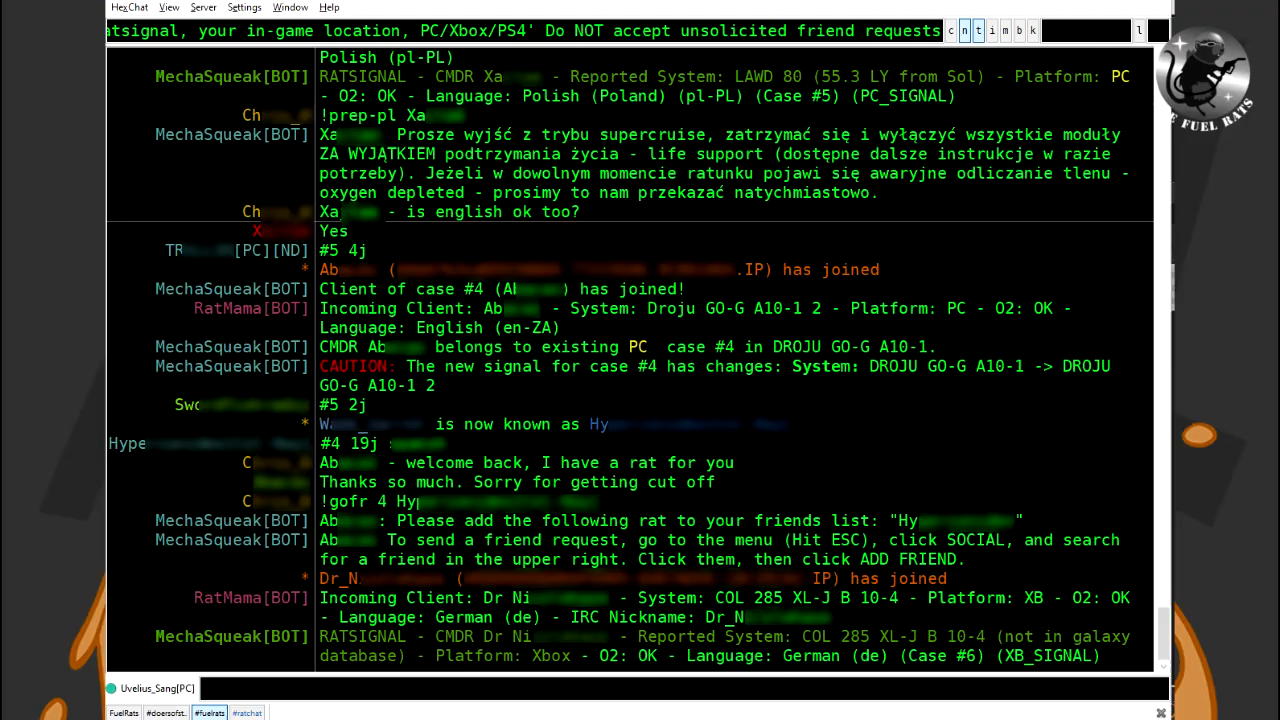 HexChat View Server Settings Window Help
atsignal, your in-game location, PC/Xbox/PS4' Do NOT accept unsolicited friend requests c n t i m b k l
Polish (pl-PL)
MechaSqueak[BOT] RATSIGNAL - CMDR Xa - Reported System: LAWD 80 (55.3 LY from Sol) - Platform: PC
- O2: OK - Language: Polish (Poland) (pl-PL) (Case #5) (PC_SIGNAL)
Ch !prep-pl Xa
MechaSqueak[BOT] Xa Prosze wyjść z trybu supercruise, zatrzymać się i wyłączyć wszystkie moduły
ZA WYJĄTKIEM podtrzymania życia - life support (dostępne dalsze instrukcje w razie
potrzeby). Jeżeli w dowolnym momencie ratunku pojawi się awaryjne odliczanie tlenu -
oxygen depleted - prosimy to nam przekazać natychmiastowo.
Ch Xa - is english ok too?
X Yes
TR [PC][ND] #5 4j
* Ab ( .IP) has joined
MechaSqueak[BOT] Client of case #4 (Ab ) has joined!
RatMama[BOT] Incoming Client: Ab - System: Droju GO-G A10-1 2 - Platform: PC - O2: OK -
Language: English (en-ZA)
MechaSqueak[BOT] CMDR Ab belongs to existing PC case #4 in DROJU GO-G A10-1.
MechaSqueak[BOT] CAUTION: The new signal for case #4 has changes: System: DROJU GO-G A10-1 -> DROJU
GO-G A10-1 2
Sw #5 2j
* W is now known as Hy
Hype #4 19j
C Ab - welcome back, I have a rat for you
Thanks so much. Sorry for getting cut off
C !gofr 4 Hy
MechaSqueak[BOT] Ab : Please add the following rat to your friends list: "Hy "
MechaSqueak[BOT] Ab To send a friend request, go to the menu (Hit ESC), click SOCIAL, and search
for a friend in the upper right. Click them, then click ADD FRIEND.
* Dr_N ( IP) has joined
RatMama[BOT] Incoming Client: Dr Ni - System: COL 285 XL-J B 10-4 - Platform: XB - O2: OK
- Language: German (de) - IRC Nickname: Dr_N
MechaSqueak[BOT] RATSIGNAL - CMDR Dr Ni - Reported System: COL 285 XL-J B 10-4 (not in galaxy
database) - Platform: Xbox - O2: OK - Language: German (de) (Case #6) (XB_SIGNAL)
Uvelius_Sang[PC]
FuelRats #doersofst.. #fuelrats #ratchat
E FUEL RATS